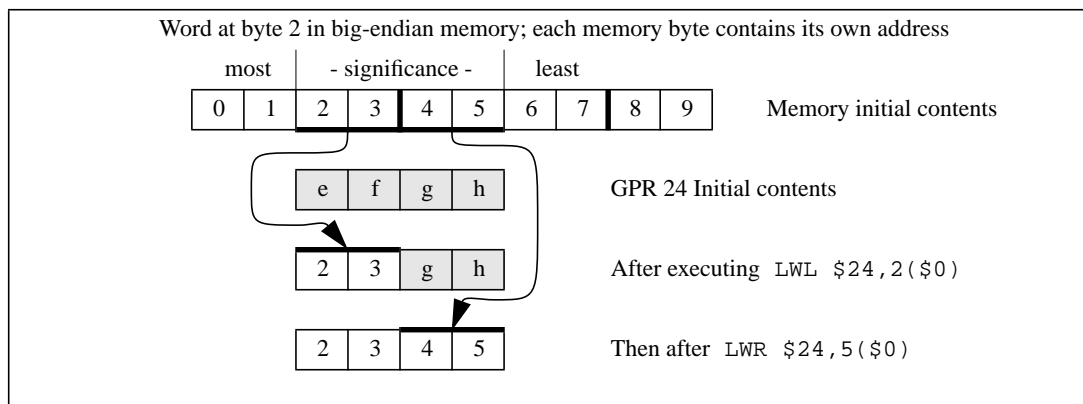 Word at byte 2 in big-endian memory; each memory byte contains its own address
most - significance - least
0 1 2 3 4 5 6 7 8 9 Memory initial contents
e f g h GPR 24 Initial contents
2 3 g h After executing LWL $24,2($0)
2 3 4 5 Then after LWR $24,5($0)